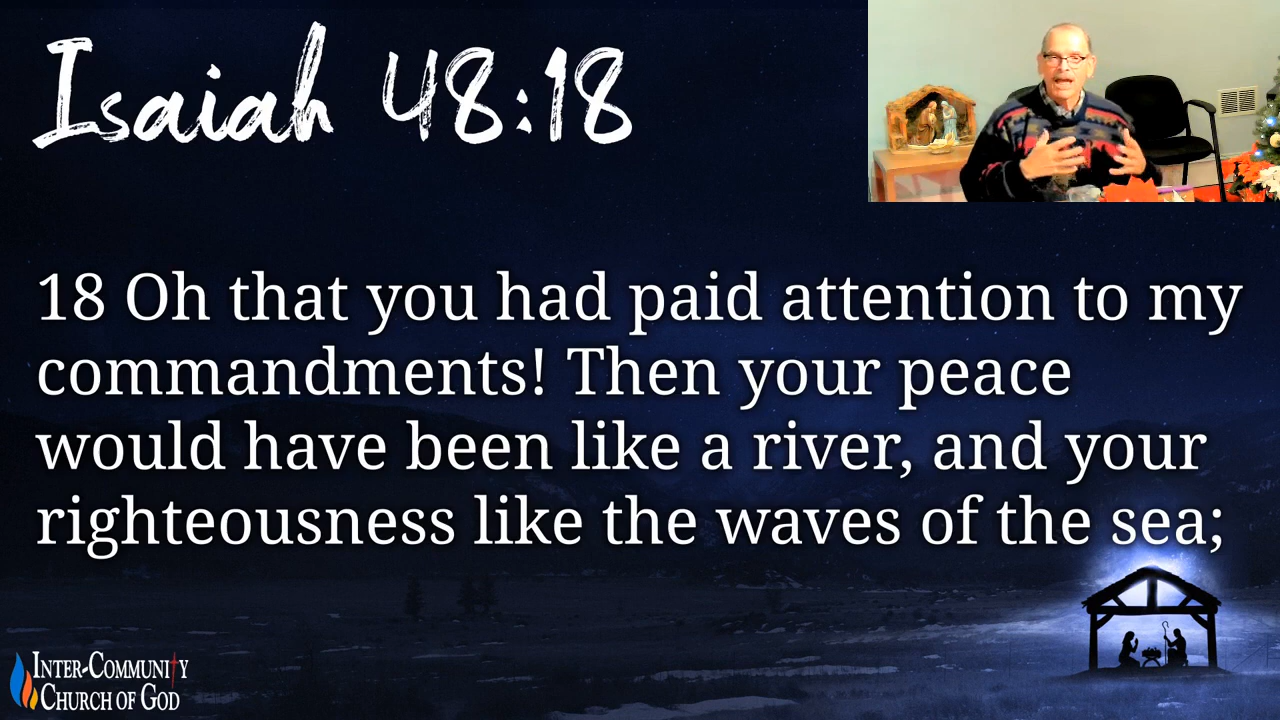 Isaiah 48:18
18 Oh that you had paid attention to my
commandments! Then your peace
would have been like a river, and your
righteousness like the waves of the sea;
INTER-COMMUNITY
CHURCH OF GOD